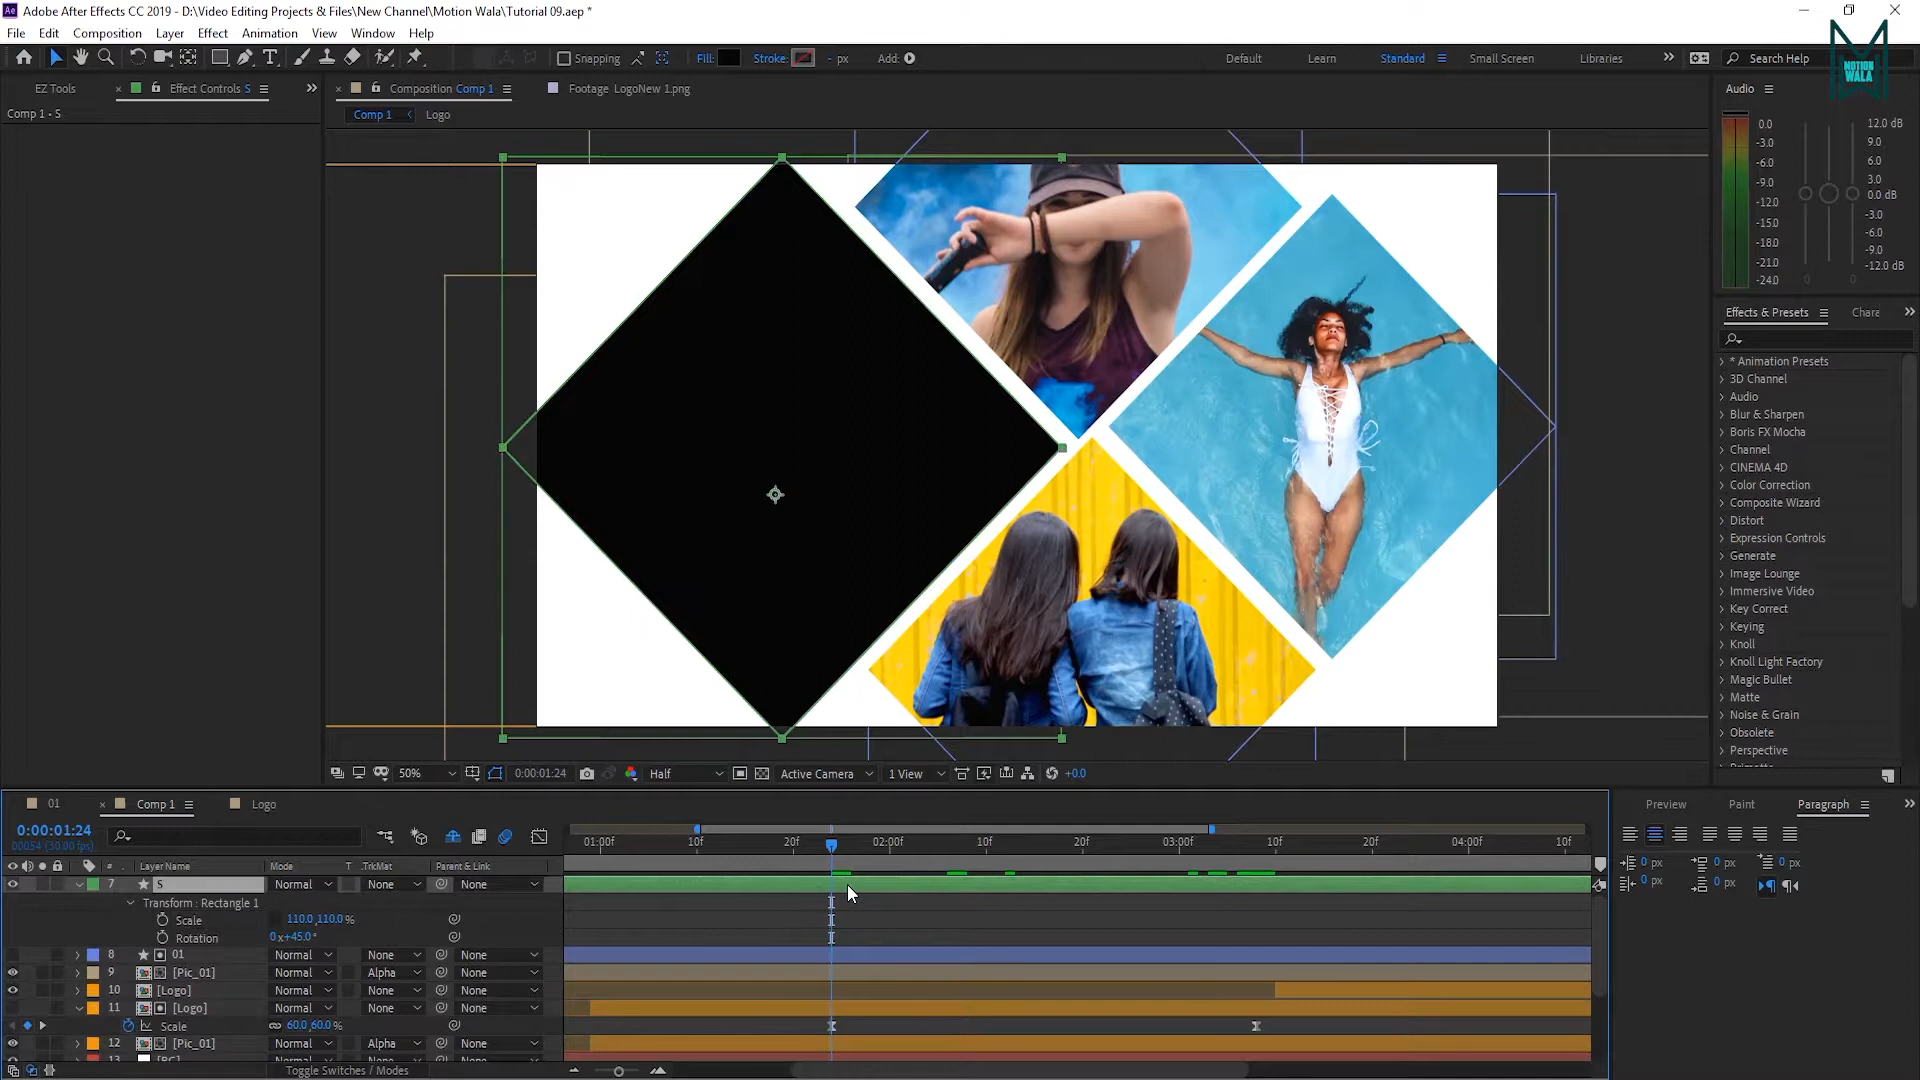 Adobe After Effects CC 2019 - D:\Video Editing Projects & Files\New Channel\Motion Wala\Tutorial 09.aep *
File Edit Composition Layer Effect Animation View Window Help
Snapping Fill: Stroke: - px Add: Default Learn Standard Small Screen Libraries Search Help
MOTION WALA
EZ Tools Effect Controls S Composition Comp 1 Footage LogoNew 1.png Audio
Comp 1 • S Comp 1 Logo
0.0 12.0 dB
-3.0 9.0
-6.0 6.0
-9.0 3.0
-12.0 0.0 dB
-15.0 -3.0
-18.0 -6.0
-21.0 -9.0
-24.0 -12.0 dB
0 0
Effects & Presets Chara
* Animation Presets
3D Channel
Audio
Blur & Sharpen
Boris FX Mocha
Channel
CINEMA 4D
Color Correction
Composite Wizard
Distort
Expression Controls
Generate
Image Lounge
Immersive Video
Key Correct
Keying
Knoll
Knoll Light Factory
Magic Bullet
Matte
Noise & Grain
Obsolete
Perspective
50% 0:00:01:24 Half Active Camera 1 View +0.0
01 Comp 1 Logo Preview Paint Paragraph
0:00:01:24
00054 (30.00 fps)
01:00f 10f 20f 02:00f 10f 20f 03:00f 10f 20f 04:00f 10f
# Layer Name Mode T .TrkMat Parent & Link
7 S Normal None None
Transform : Rectangle 1
Scale 110.0,110.0%
Rotation 0x+45.0°
8 01 Normal None None
9 [Pic_01] Normal Alpha None
10 [Logo] Normal None None
11 [Logo] Normal None None
Scale 60.0,60.0%
12 [Pic_01] Normal Alpha None
Toggle Switches / Modes
0 px 0 px 0 px
0 px 0 px